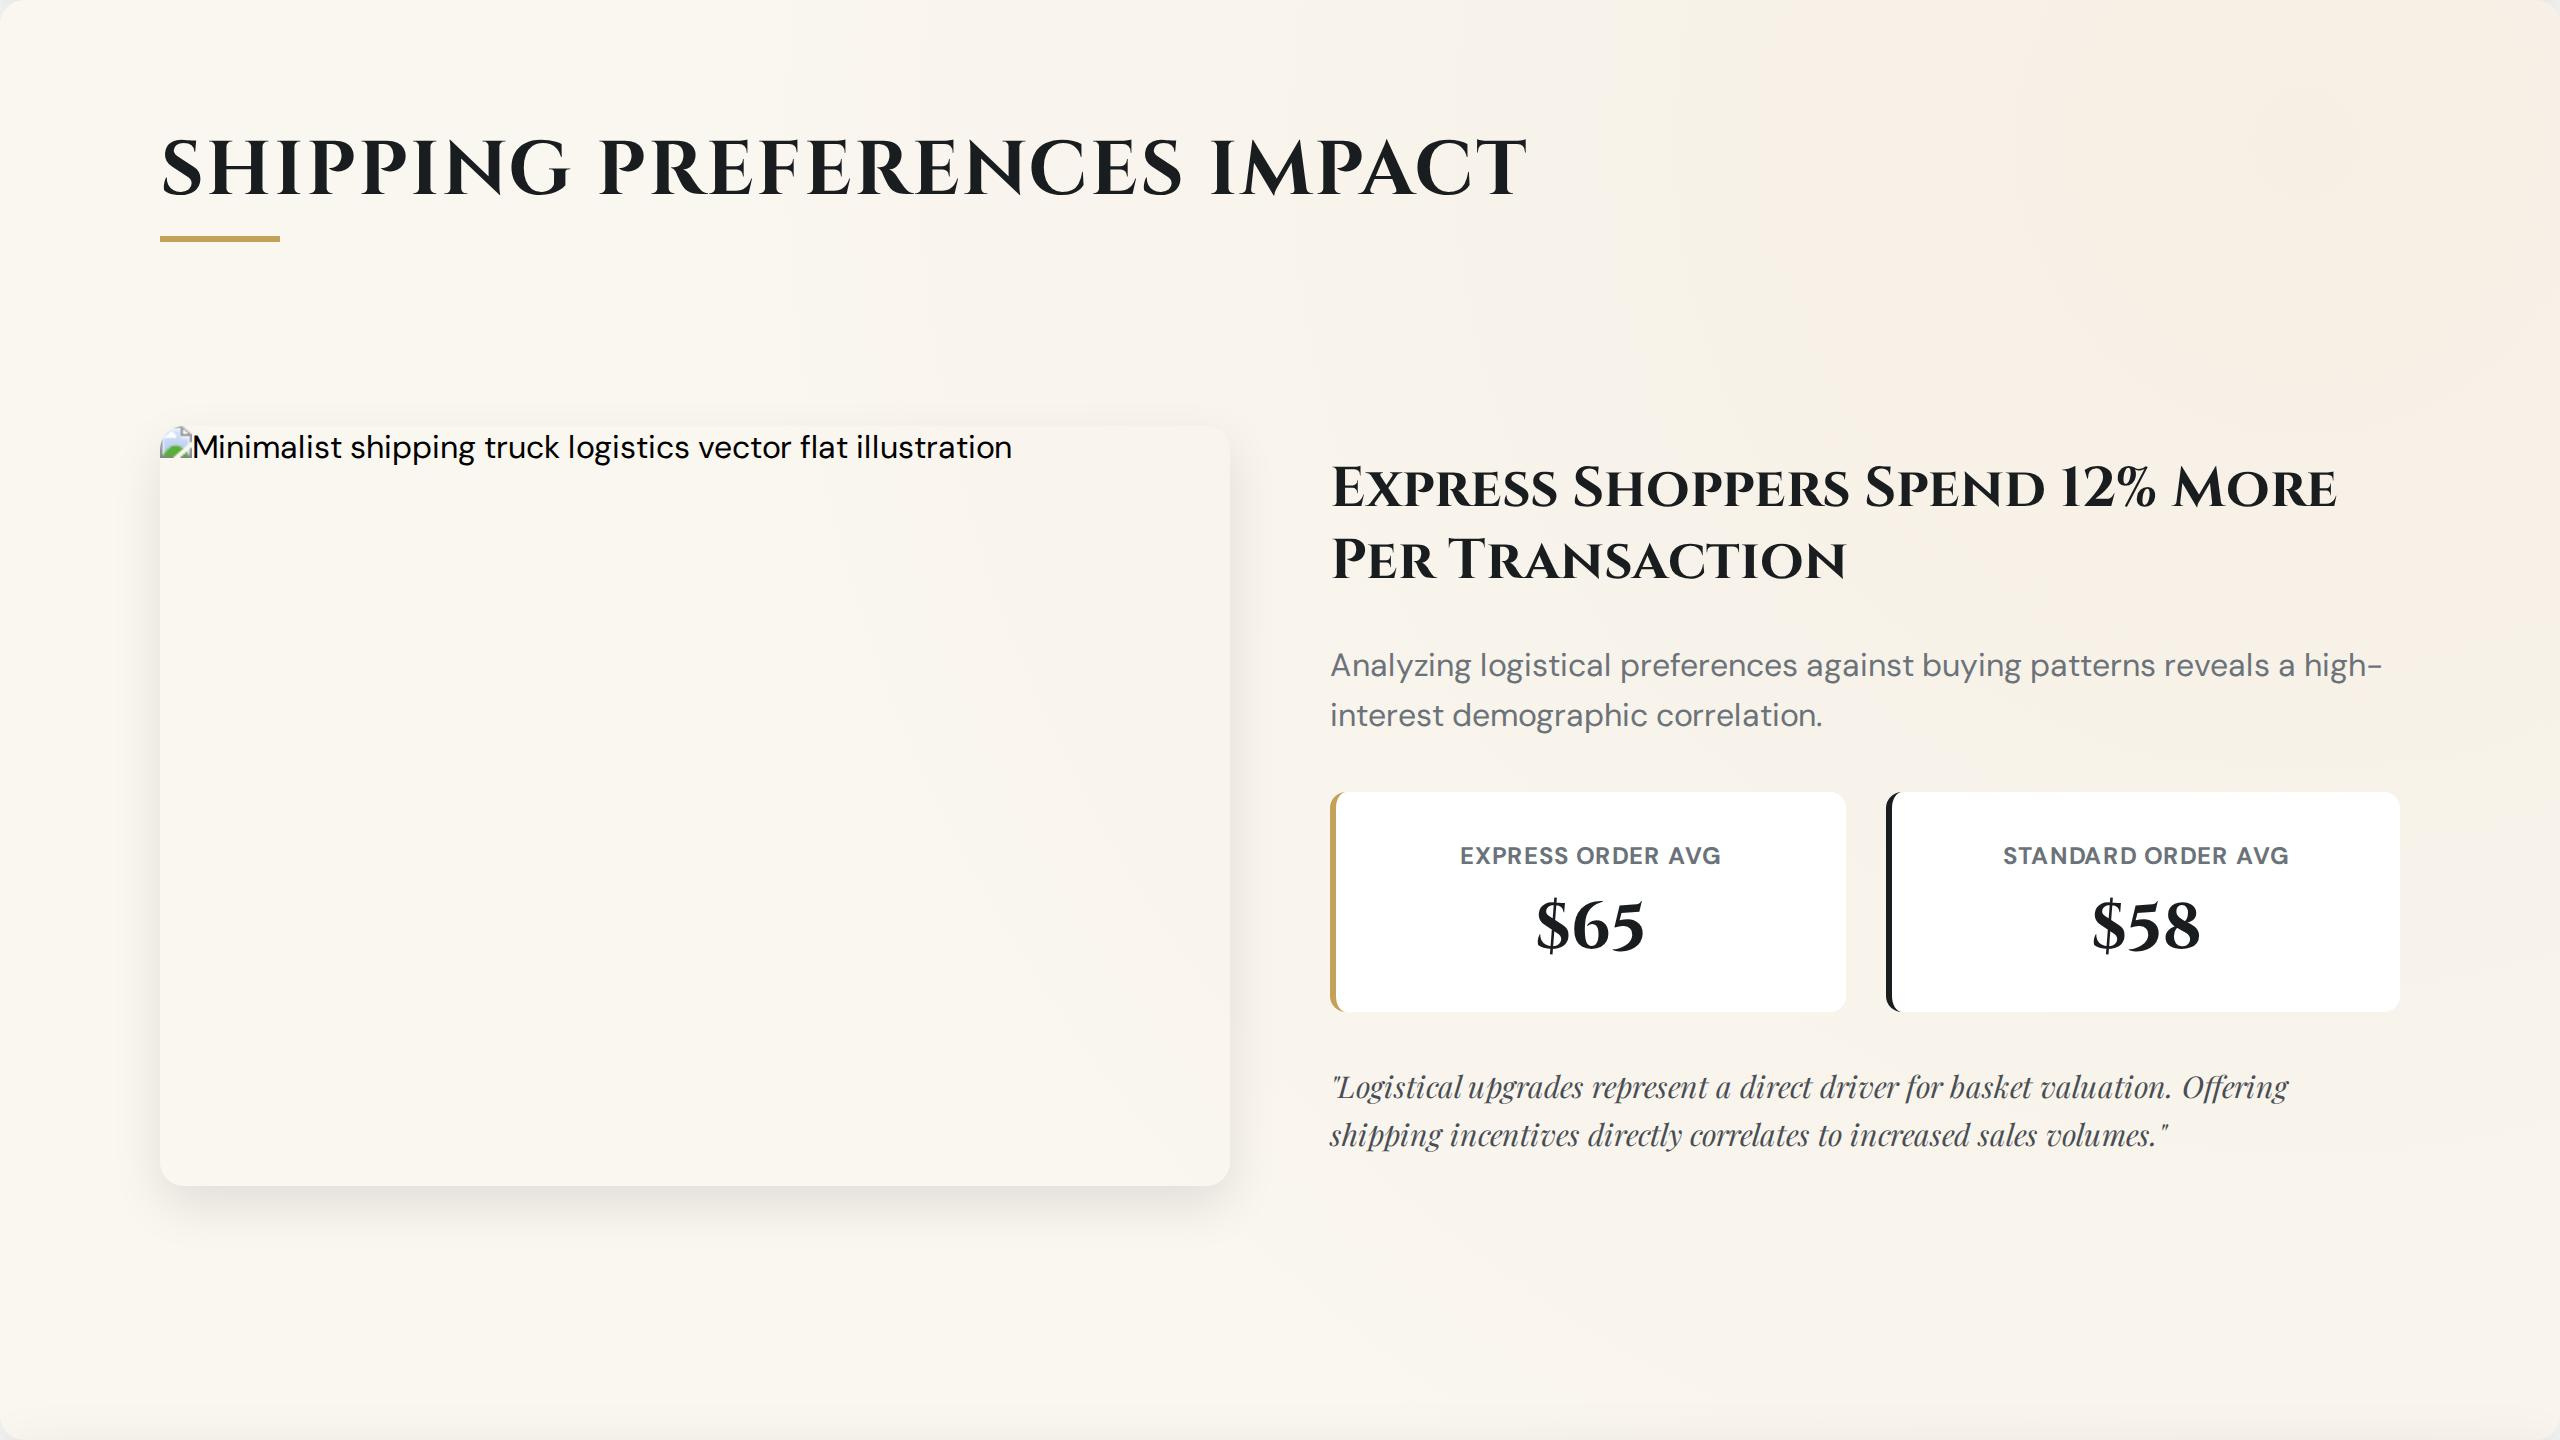 SHIPPING PREFERENCES IMPACT
Minimalist shipping truck logistics vector flat illustration
Express Shoppers Spend 12% More
Per Transaction
Analyzing logistical preferences against buying patterns reveals a high-
interest demographic correlation.
EXPRESS ORDER AVG
$65
STANDARD ORDER AVG
$58
"Logistical upgrades represent a direct driver for basket valuation. Offering
shipping incentives directly correlates to increased sales volumes."